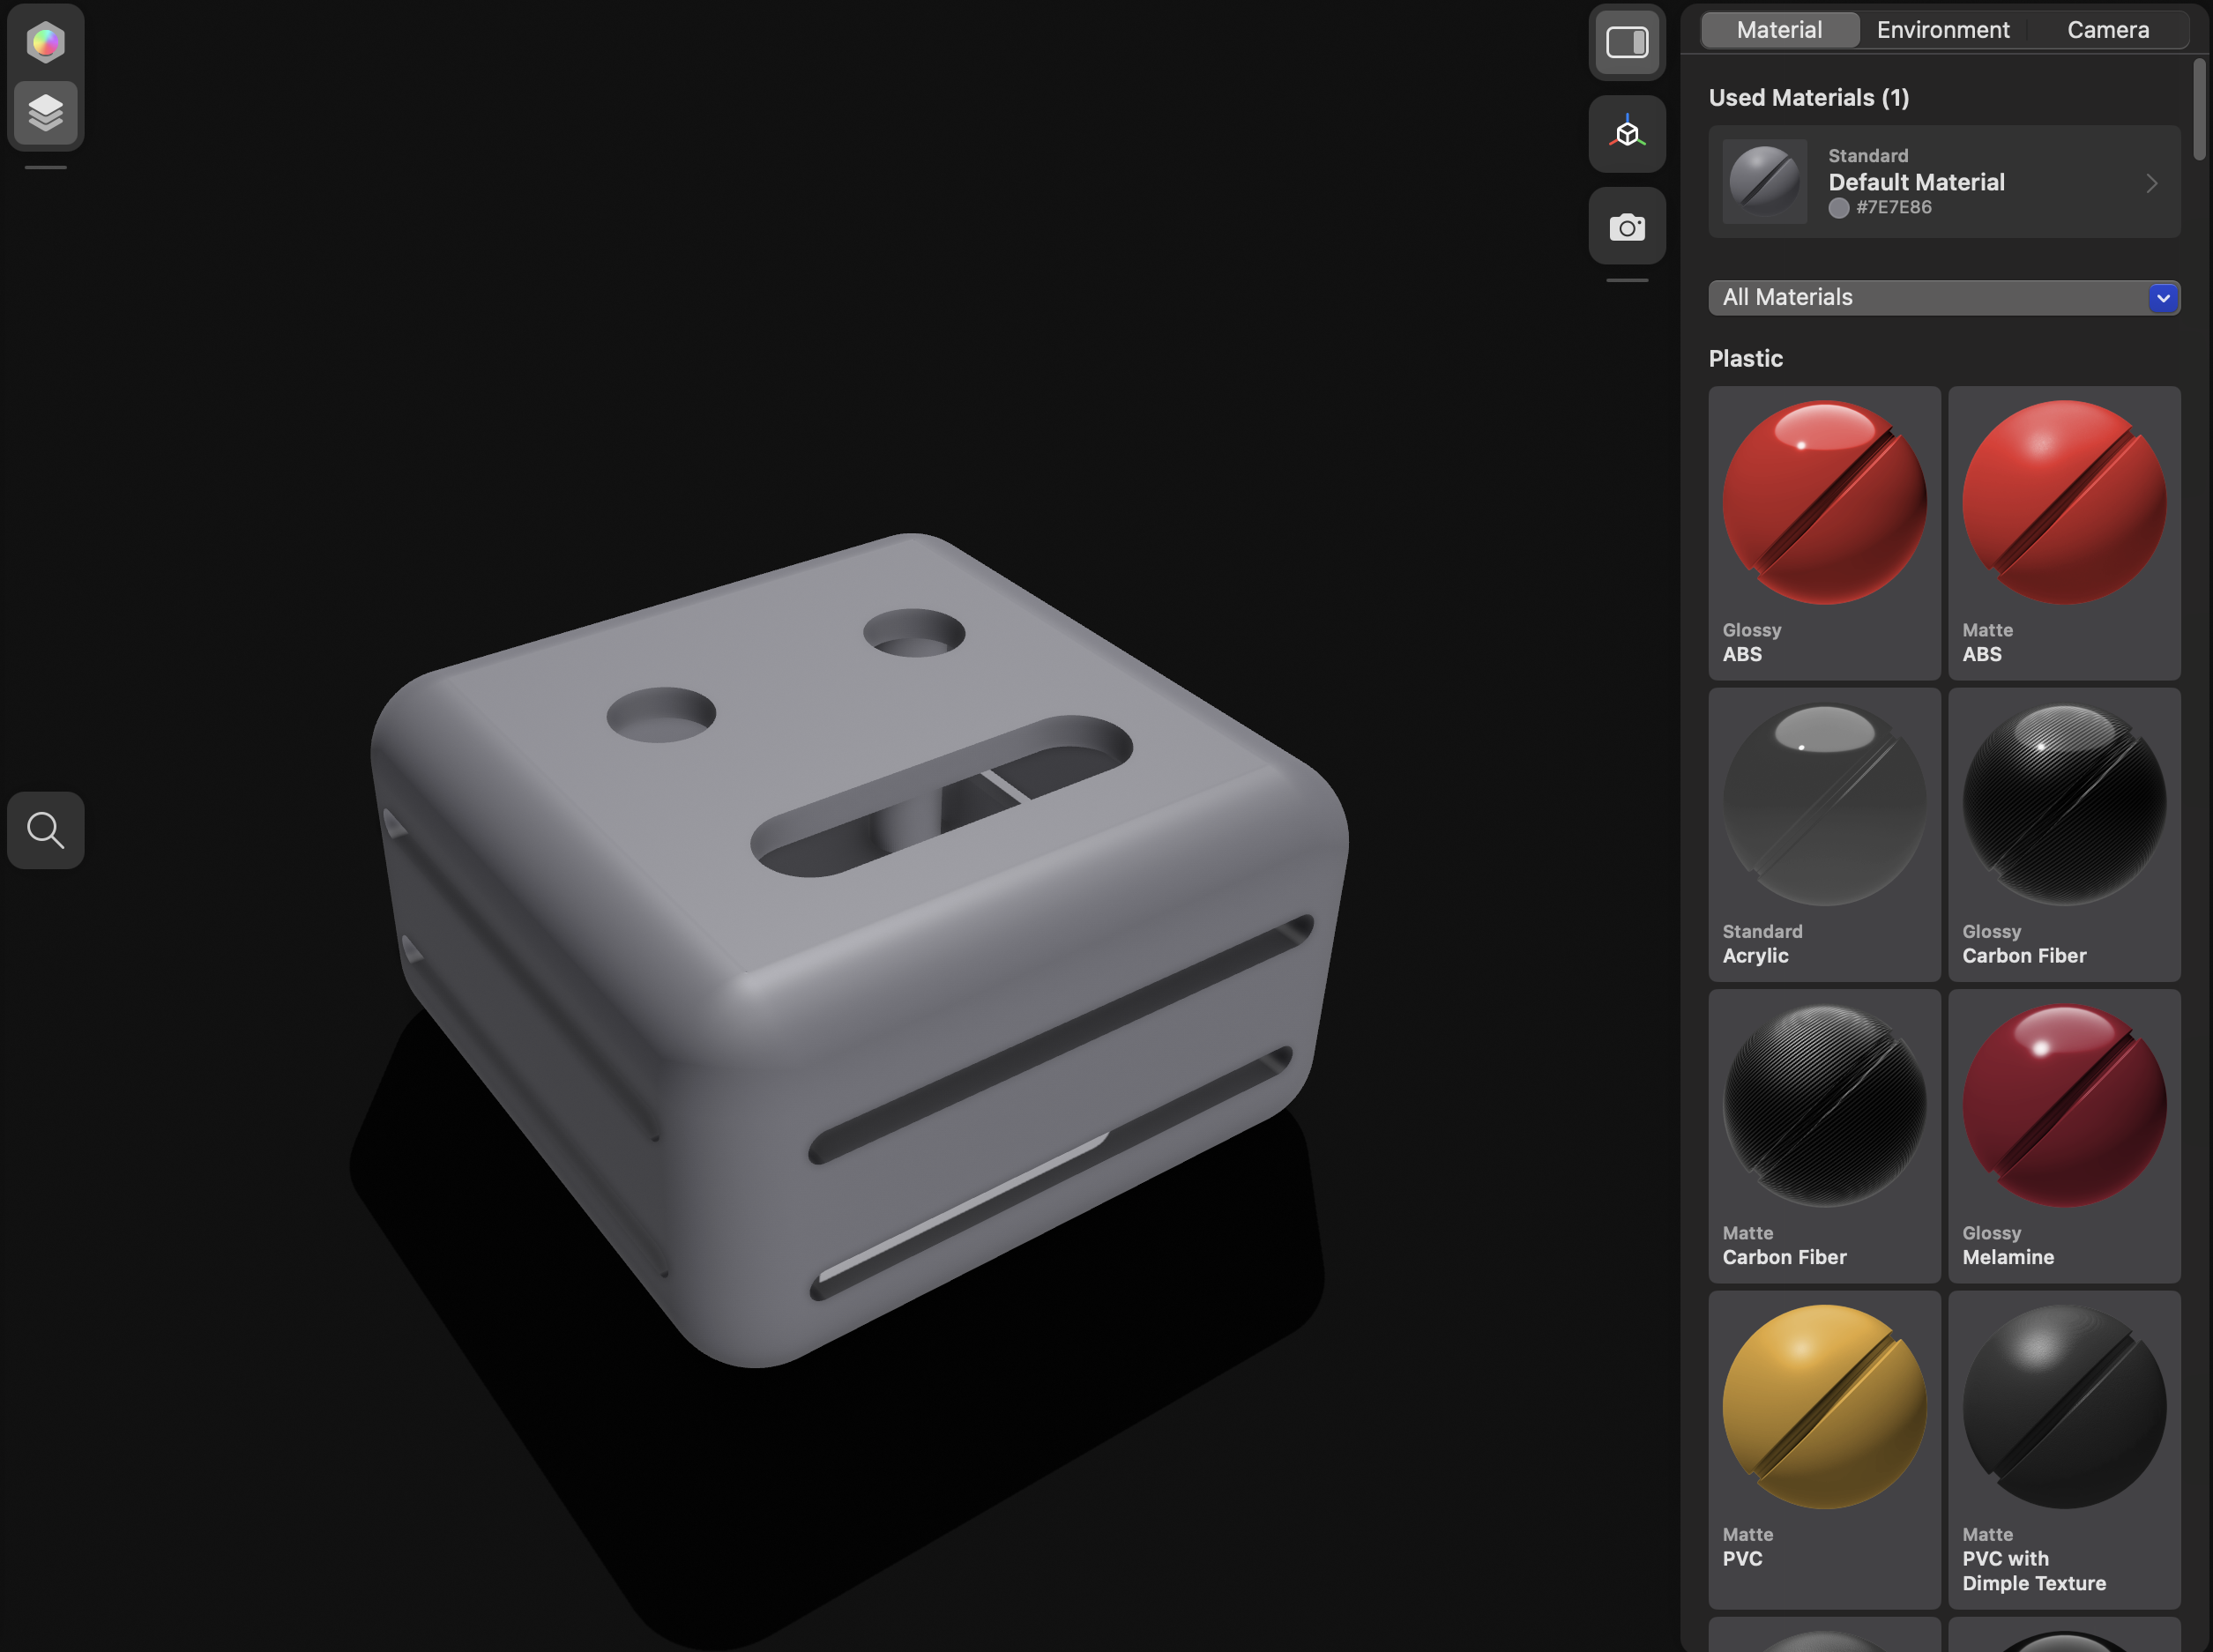 Material
Environment
Camera
Used Materials (1)
Standard
Default Material
#7E7E86
All Materials
Plastic
Glossy
ABS
Matte
ABS
Standard
Acrylic
Glossy
Carbon Fiber
Matte
Carbon Fiber
Glossy
Melamine
Matte
PVC
Matte
PVC with
Dimple Texture